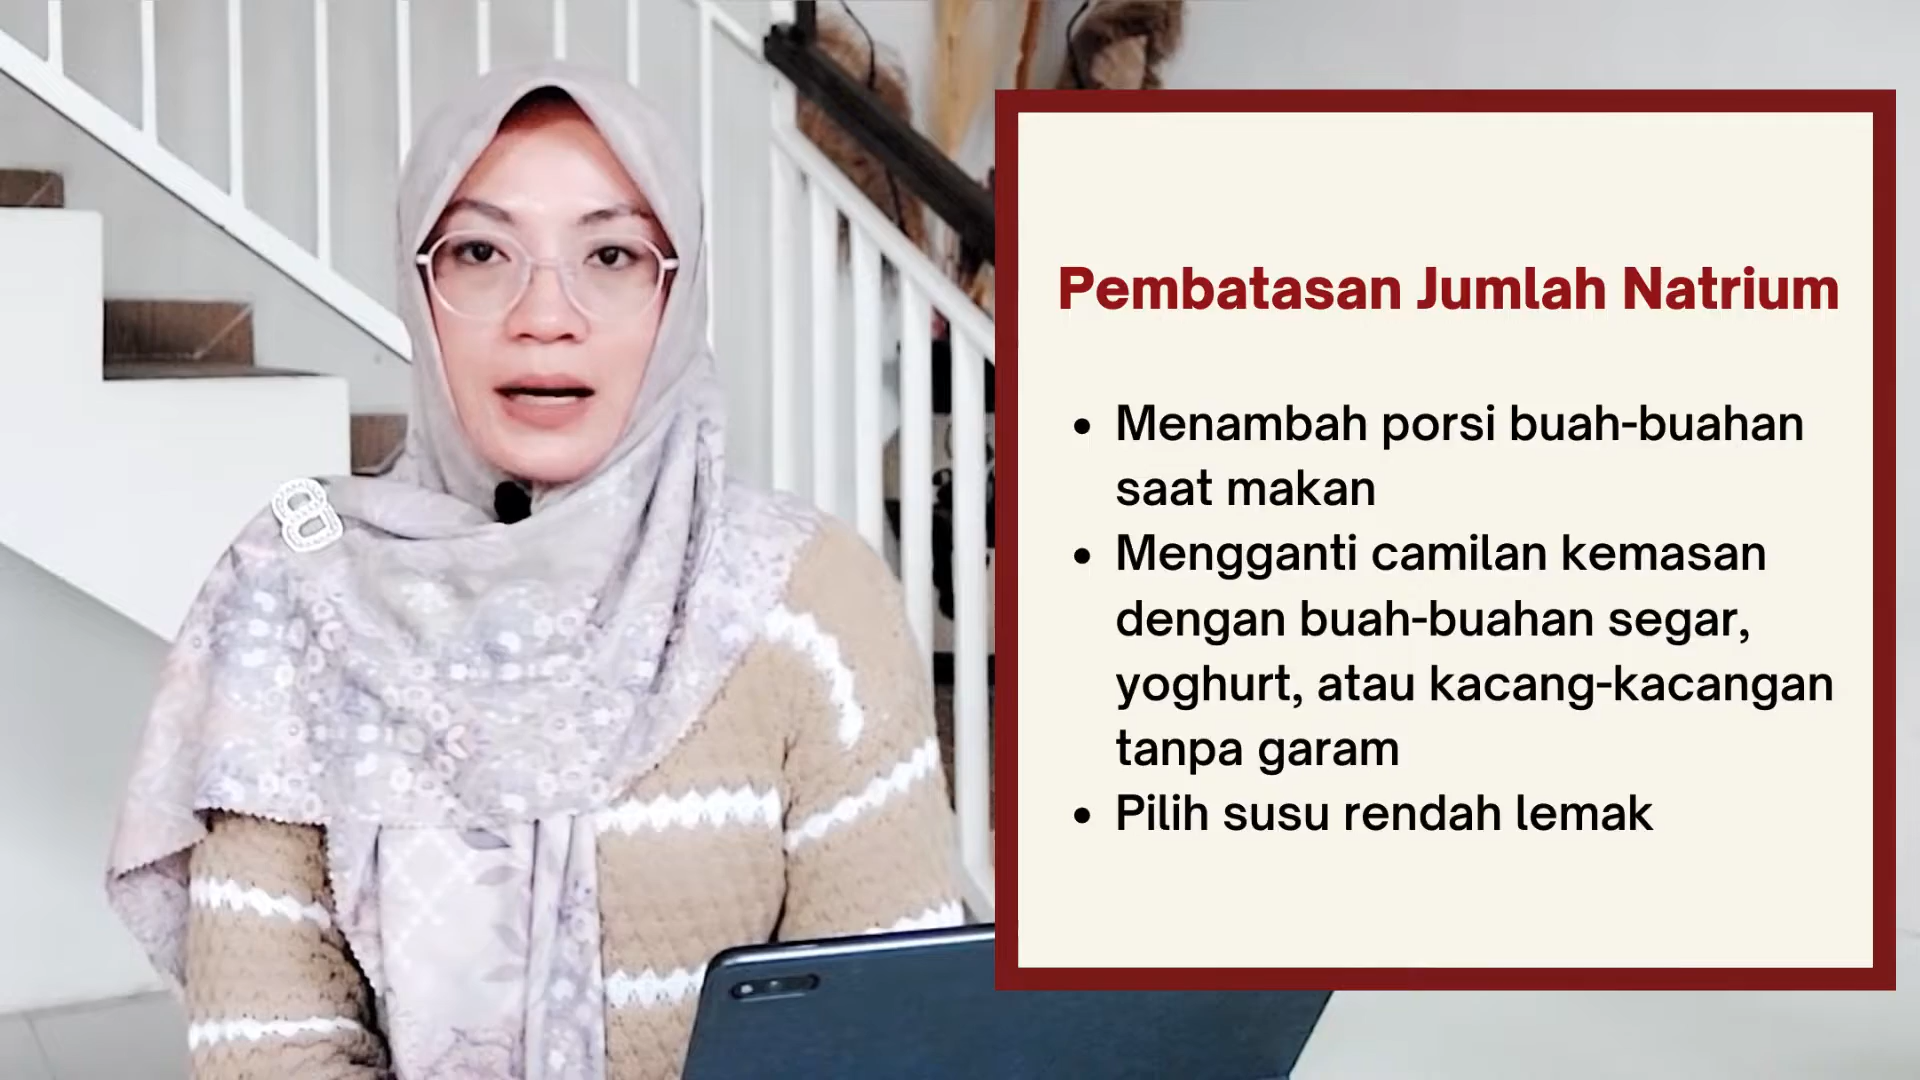 Pembatasan Jumlah Natrium
• Menambah porsi buah-buahan
saat makan
• Mengganti camilan kemasan
dengan buah-buahan segar,
yoghurt, atau kacang-kacangan
tanpa garam
• Pilih susu rendah lemak